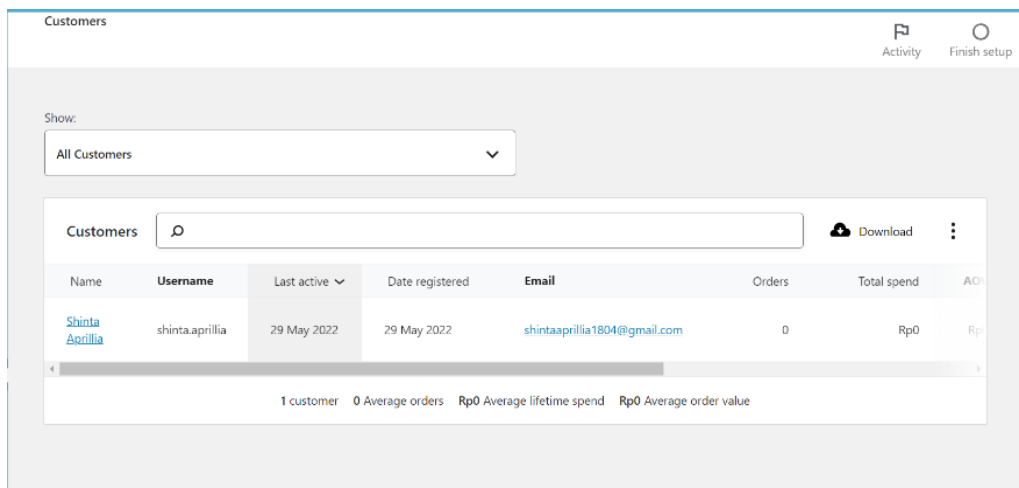 Customers
Activity
Finish setup
Show:
All Customers
Customers
Download
Name Username Last active Date registered Email Orders Total spend AO
Shinta
Aprillia
shinta.aprillia 29 May 2022 29 May 2022 shintaaprillia1804@gmail.com 0 Rp0 Rp
1 customer 0 Average orders Rp0 Average lifetime spend Rp0 Average order value